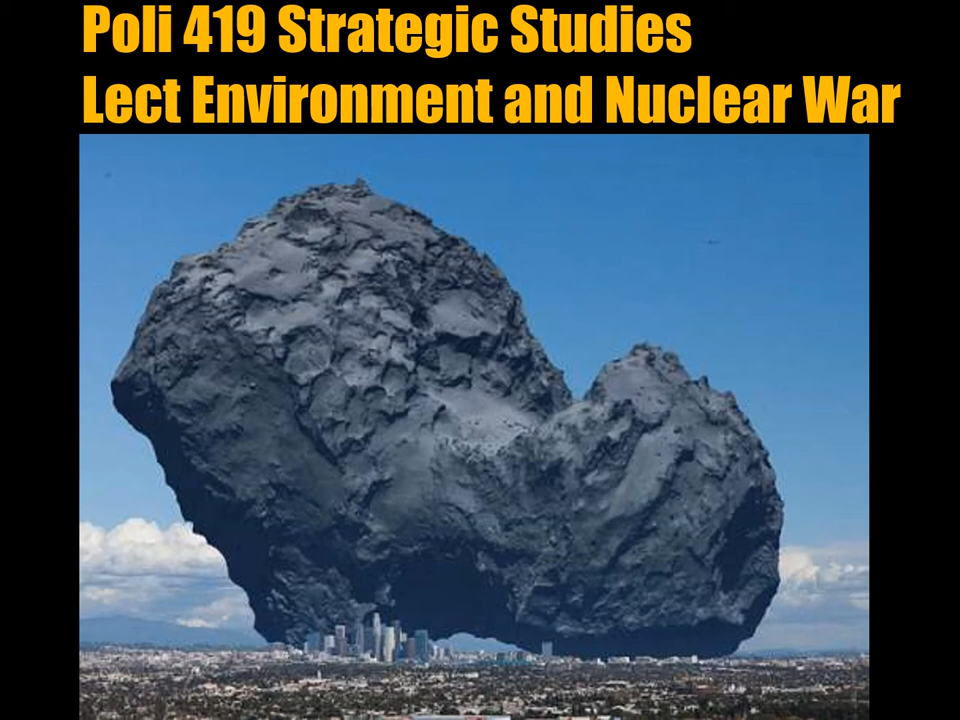 Poli 419 Strategic Studies
Lect Environment and Nuclear War